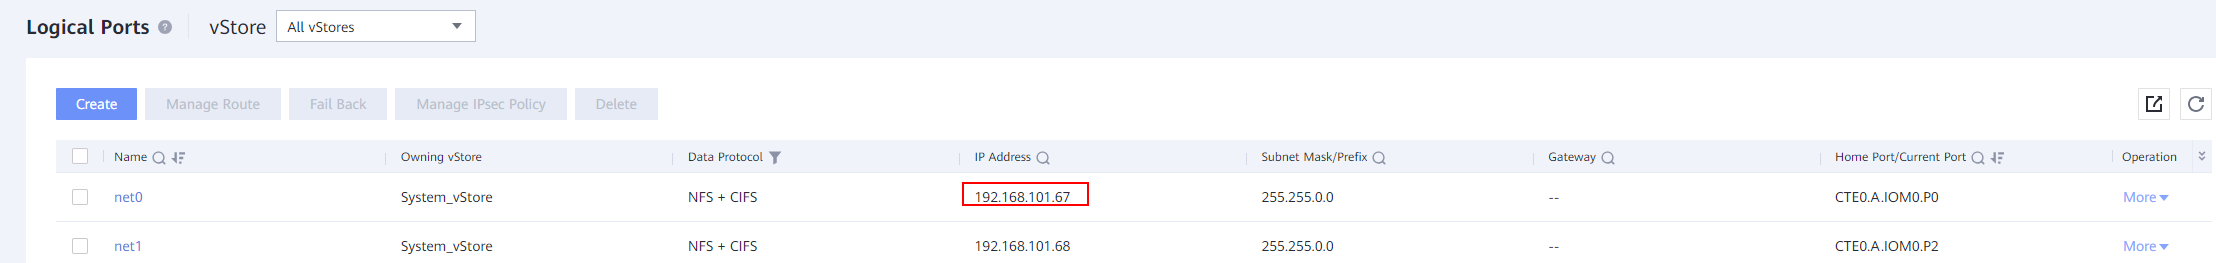 Logical Ports ? vStore All vStores
Create Manage Route Fail Back Manage IPsec Policy Delete
Name Owning vStore Data Protocol IP Address Subnet Mask/Prefix Gateway Home Port/Current Port Operation
net0 System_vStore NFS + CIFS 192.168.101.67 255.255.0.0 -- CTE0.A.IOM0.P0 More
net1 System_vStore NFS + CIFS 192.168.101.68 255.255.0.0 -- CTE0.A.IOM0.P2 More